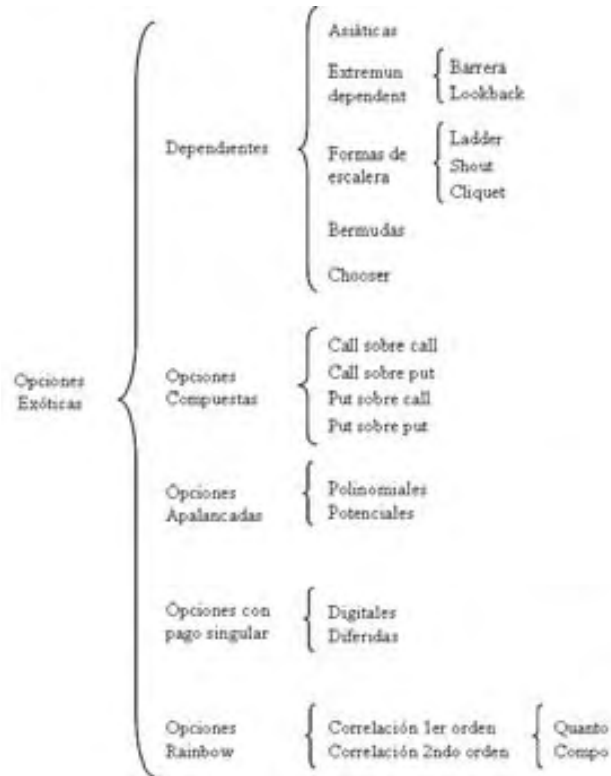 Opciones
Exóticas
Dependientes
Asiáticas
Extremun
dependent
Barrera
Lookback
Formas de
escalera
Ladder
Shout
Cliquet
Bermudas
Chooser
Opciones
Compuestas
Call sobre call
Call sobre put
Put sobre call
Put sobre put
Opciones
Apalancadas
Polinomiales
Potenciales
Opciones con
pago singular
Digitales
Diferidas
Opciones
Rainbow
Correlación 1er orden
Correlación 2ndo orden
Quanto
Compo